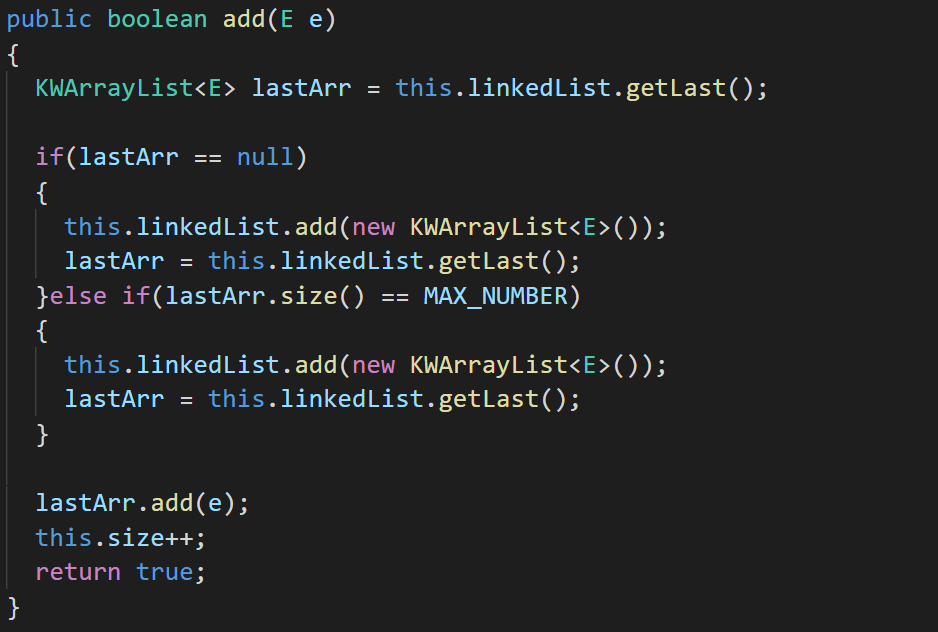 public boolean add(E e)
{
KWArrayList<E> lastArr = this.linkedList.getLast();
if(lastArr == null)
{
this.linkedList.add(new KWArrayList<E>());
lastArr = this.linkedList.getLast();
}else if(lastArr.size() == MAX_NUMBER)
{
this.linkedList.add(new KWArrayList<E>());
lastArr = this.linkedList.getLast();
}
lastArr.add(e);
this.size++;
return true;
}